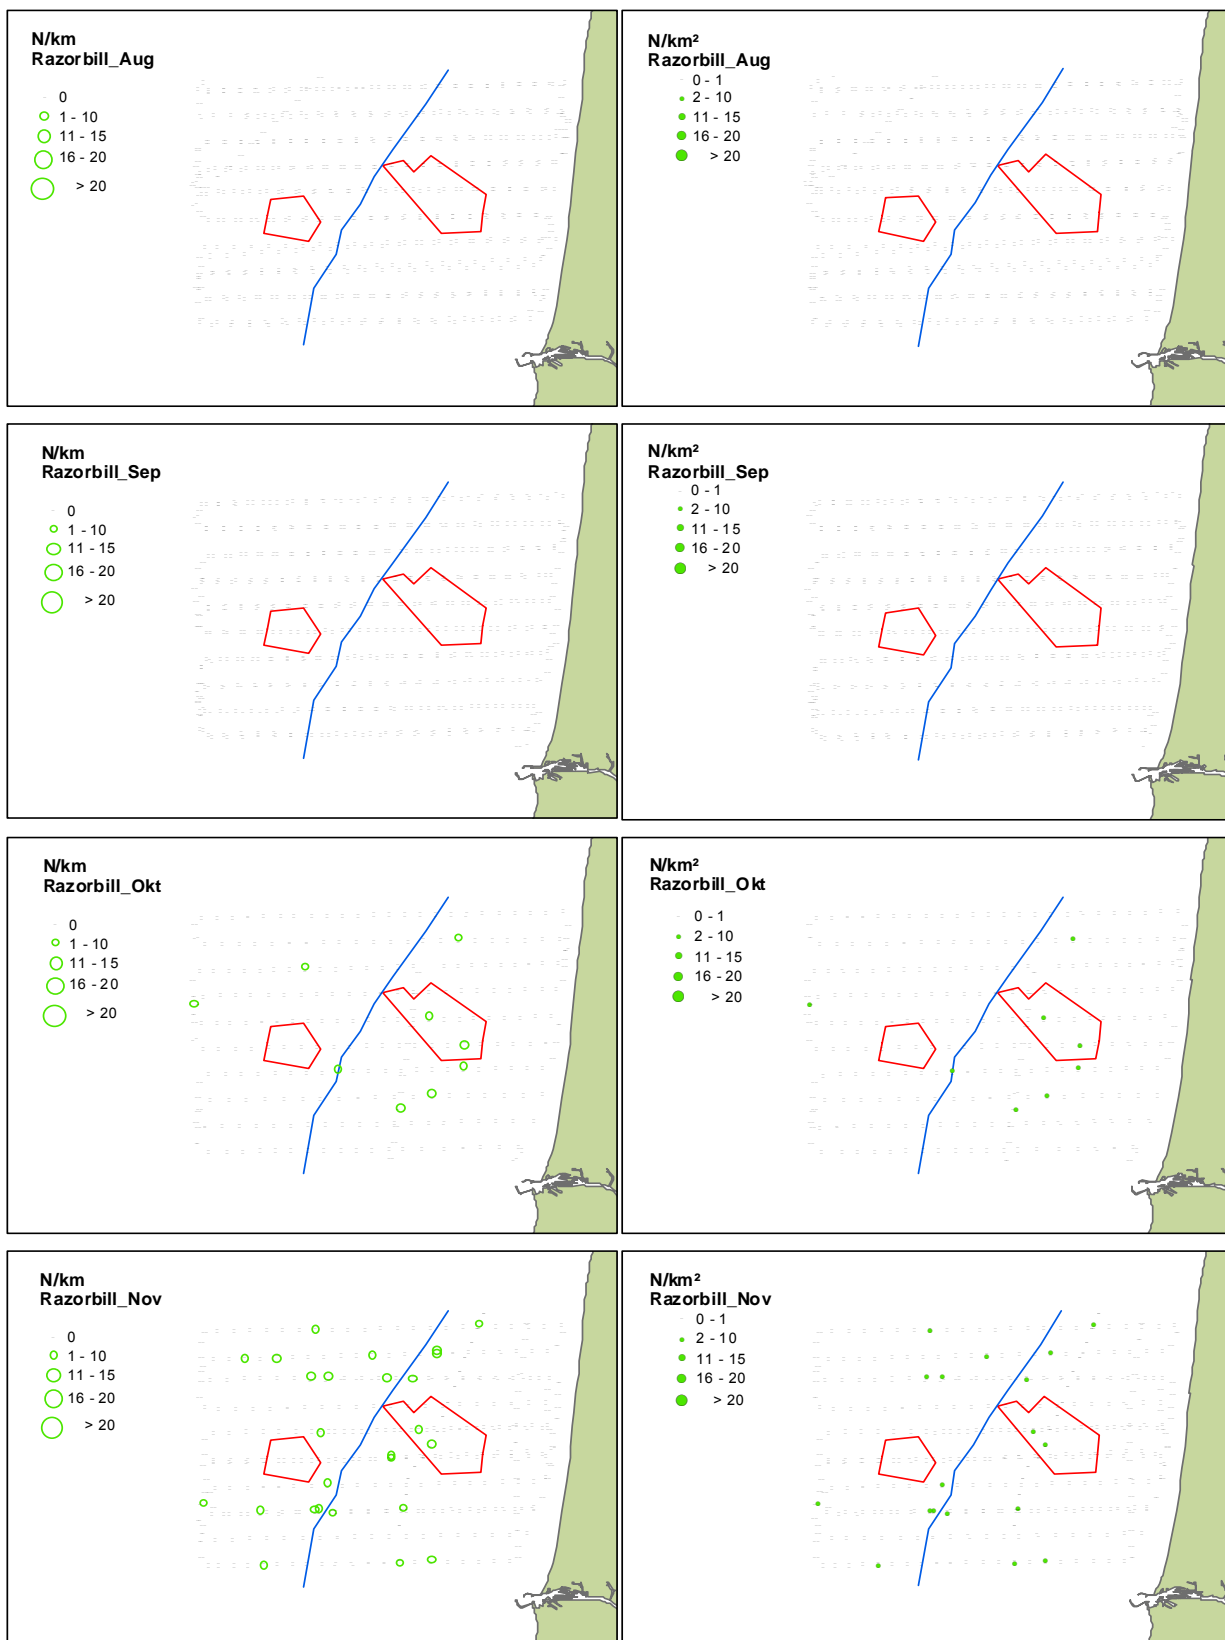 N/km
Razorbill_Aug
0
1 - 10
11 - 15
16 - 20
> 20
N/km²
Razorbill_Aug
0 - 1
2 - 10
11 - 15
16 - 20
> 20
N/km
Razorbill_Sep
0
1 - 10
11 - 15
16 - 20
> 20
N/km²
Razorbill_Sep
0 - 1
2 - 10
11 - 15
16 - 20
> 20
N/km
Razorbill_Okt
0
1 - 10
11 - 15
16 - 20
> 20
N/km²
Razorbill_Okt
0 - 1
2 - 10
11 - 15
16 - 20
> 20
N/km
Razorbill_Nov
0
1 - 10
11 - 15
16 - 20
> 20
N/km²
Razorbill_Nov
0 - 1
2 - 10
11 - 15
16 - 20
> 20